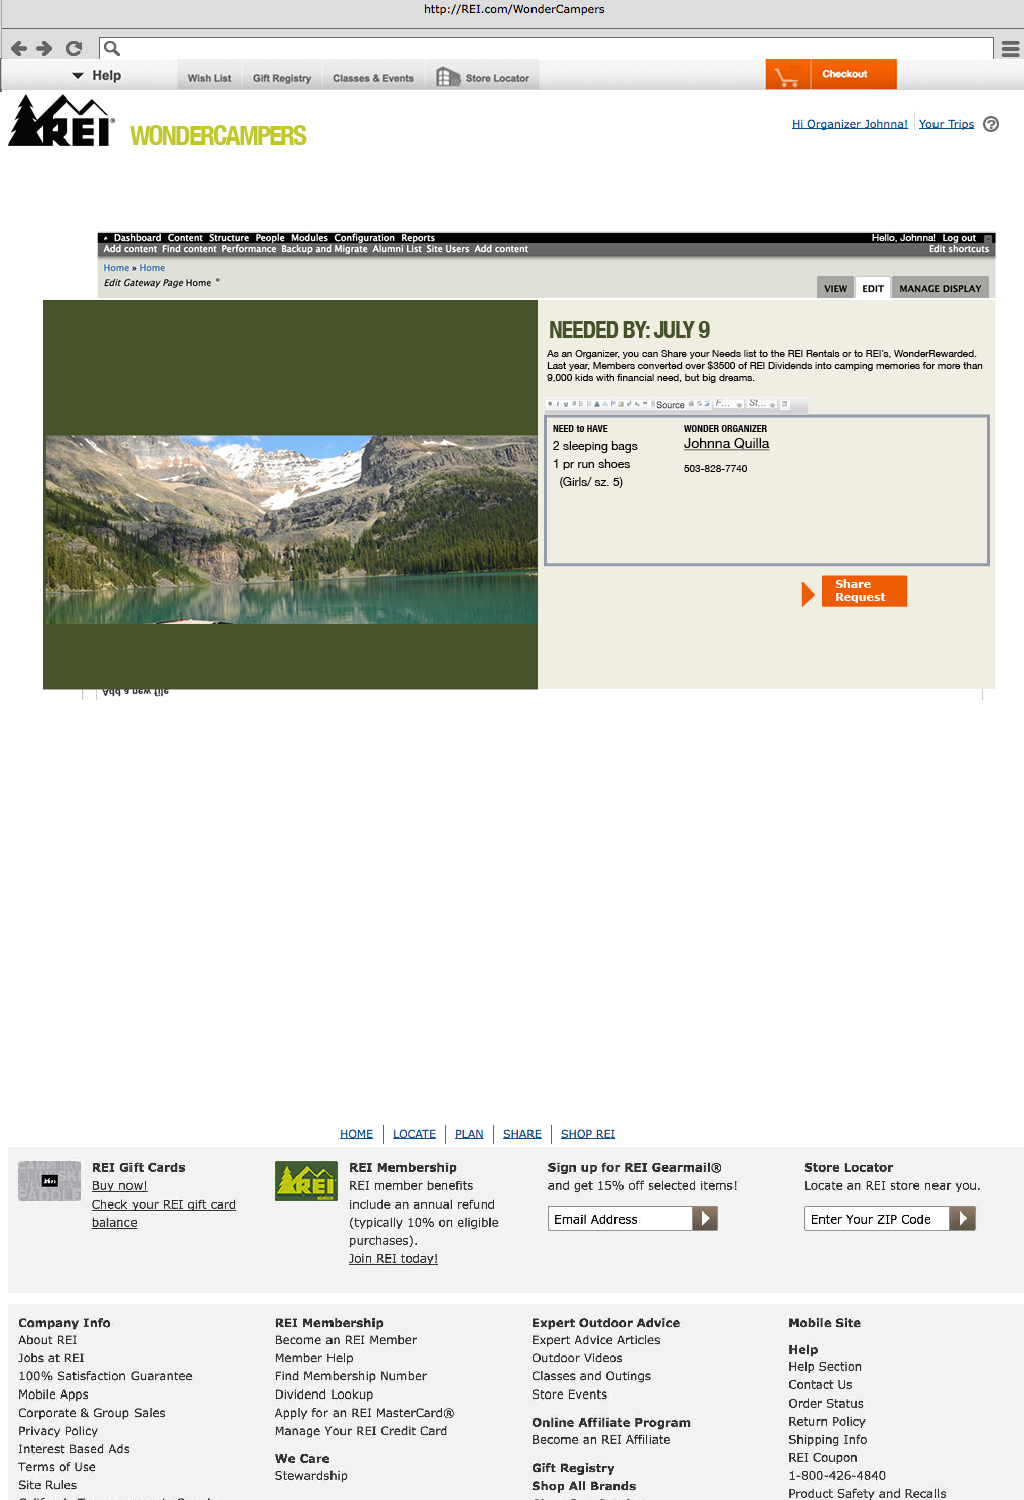 http://REI.com/WonderCampers
Help
Wish List
Gift Registry
Classes & Events
Store Locator
Checkout
REI®
WONDERCAMPERS
Hi Organizer Johnna!
Your Trips
?
Dashboard Content Structure People Modules Configuration Reports
Hello, Johnna! Log out
Add content Find content Performance Backup and Migrate Alumni List Site Users Add content
Edit shortcuts
Home » Home
Edit Gateway Page Home
VIEW
EDIT
MANAGE DISPLAY
NEEDED BY: JULY 9
As an Organizer, you can Share your Needs list to the REI Rentals or to REI's, WonderRewarded.
Last year, Members converted over $3500 of REI Dividends into camping memories for more than
9,000 kids with financial need, but big dreams.
Source
F...
St...
NEED to HAVE
2 sleeping bags
1 pr run shoes
(Girls/ sz. 5)
WONDER ORGANIZER
Johnna Quilla
503-828-7740
Share
Request
Add a new file
HOME
LOCATE
PLAN
SHARE
SHOP REI
REI Gift Cards
Buy now!
Check your REI gift card
balance
REI
REI Membership
REI member benefits
include an annual refund
(typically 10% on eligible
purchases).
Join REI today!
Sign up for REI Gearmail®
and get 15% off selected items!
Email Address
Store Locator
Locate an REI store near you.
Enter Your ZIP Code
Company Info
About REI
Jobs at REI
100% Satisfaction Guarantee
Mobile Apps
Corporate & Group Sales
Privacy Policy
Interest Based Ads
Terms of Use
Site Rules
REI Membership
Become an REI Member
Member Help
Find Membership Number
Dividend Lookup
Apply for an REI MasterCard®
Manage Your REI Credit Card
We Care
Stewardship
Expert Outdoor Advice
Expert Advice Articles
Outdoor Videos
Classes and Outings
Store Events
Online Affiliate Program
Become an REI Affiliate
Gift Registry
Shop All Brands
Mobile Site
Help
Help Section
Contact Us
Order Status
Return Policy
Shipping Info
REI Coupon
1-800-426-4840
Product Safety and Recalls